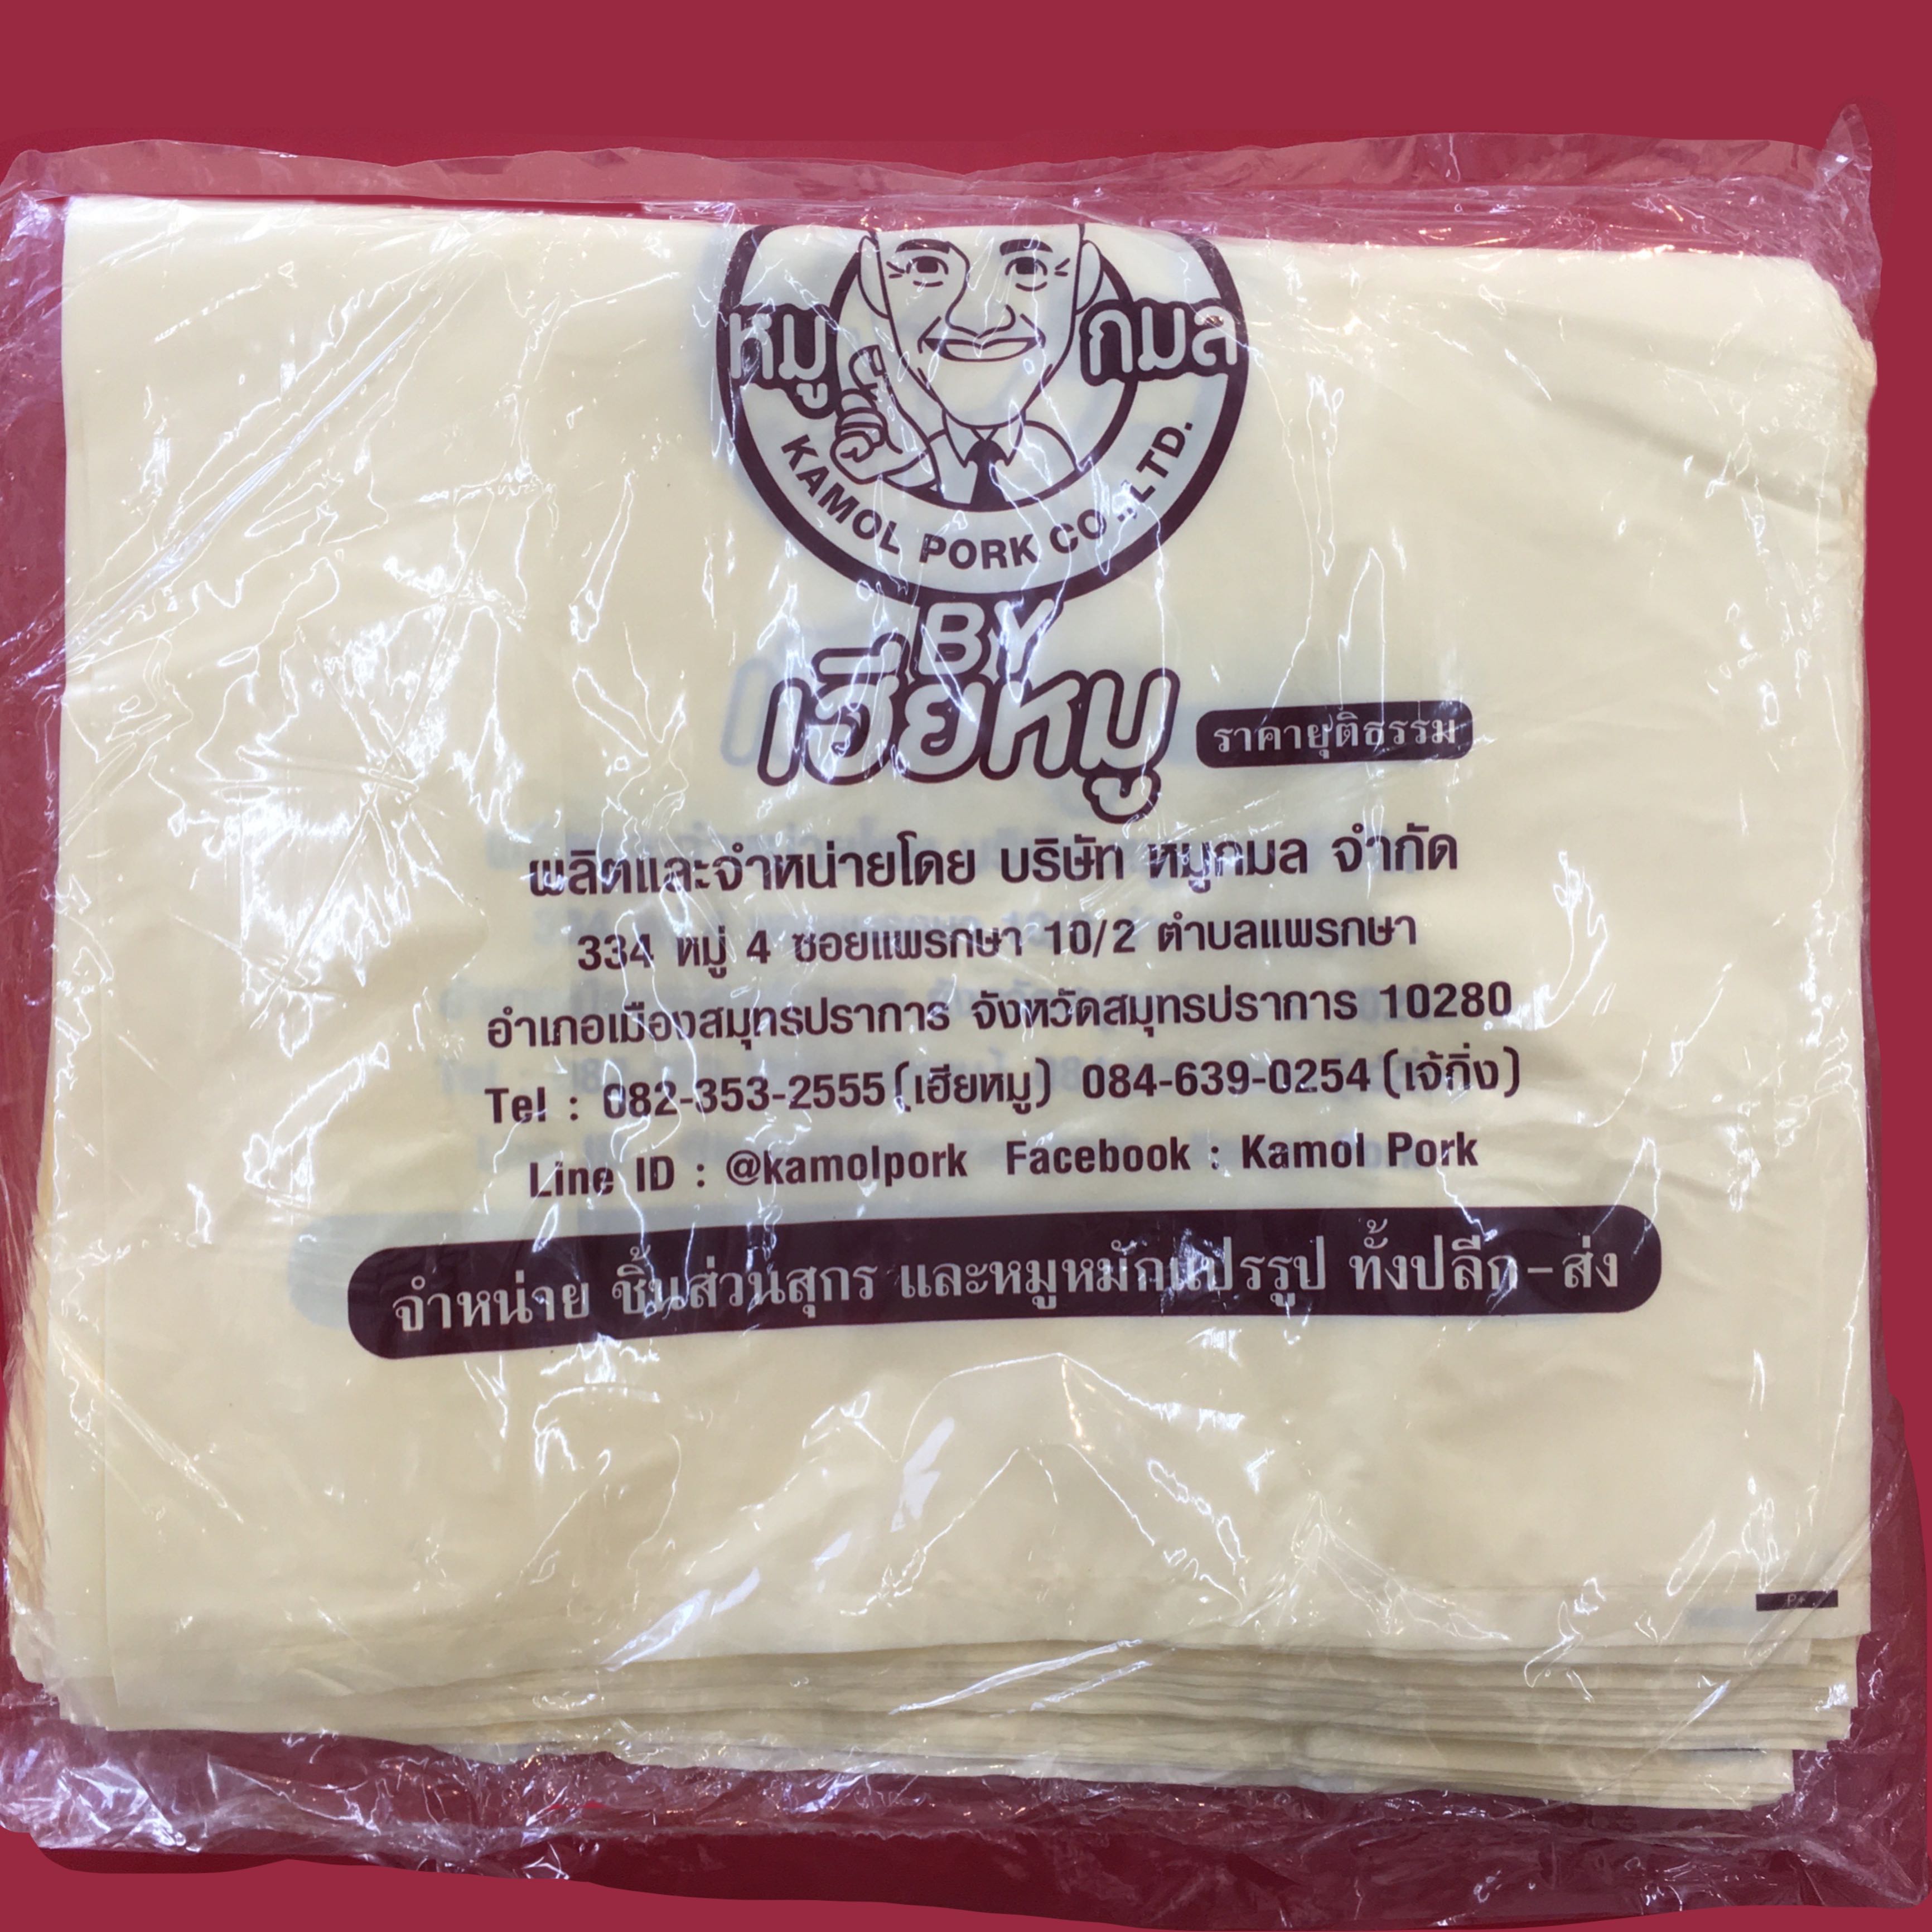 หมู กมล
KAMOL PORK CO.,LTD.
BY
เฮียหมู
ราคายุติธรรม
ผลิตและจำหน่ายโดย บริษัท หมูกมล จำกัด
334 หมู่ 4 ซอยแพรกษา 10/2 ตำบลแพรกษา
อำเภอเมืองสมุทรปราการ จังหวัดสมุทรปราการ 10280
Tel : 082-353-2555 (เฮียหมู) 084-639-0254 (เจ้กิ่ง)
Line ID : @kamolpork Facebook : Kamol Pork
จำหน่าย ชิ้นส่วนสุกร และหมูหมักแปรรูป ทั้งปลีก-ส่ง